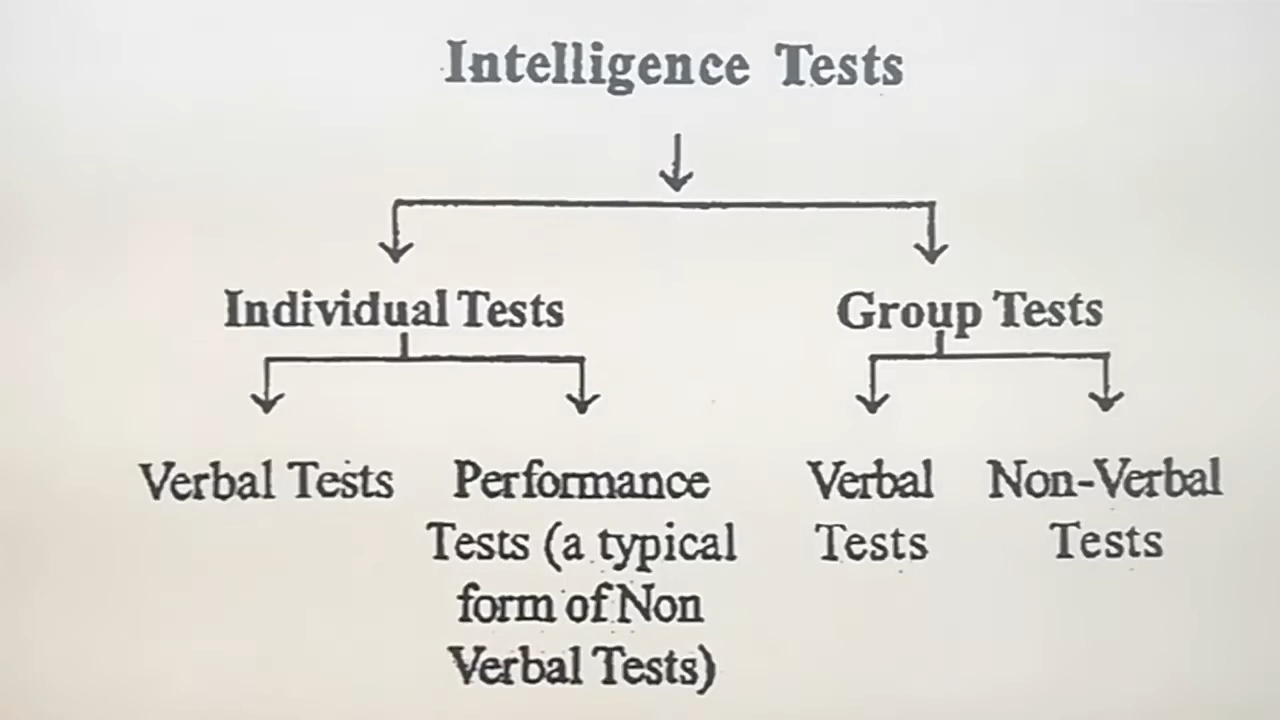 Intelligence Tests
Individual Tests
Group Tests
Verbal Tests
Performance
Tests (a typical
form of Non
Verbal Tests)
Verbal
Tests
Non-Verbal
Tests